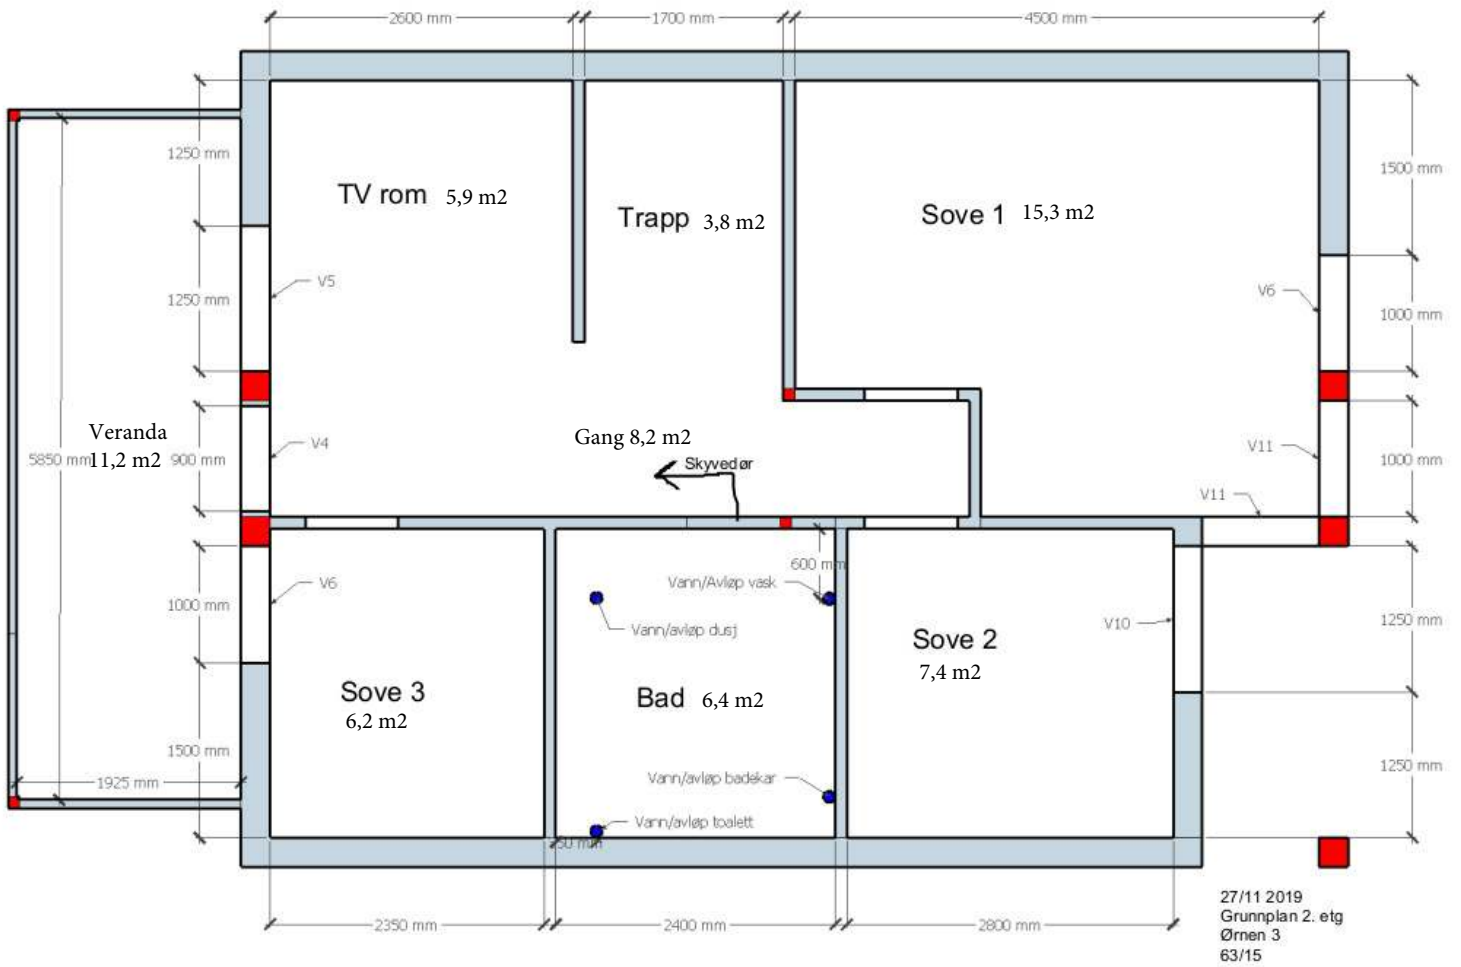 2600 mm
1700 mm
4500 mm
1250 mm
1500 mm
TV rom 5,9 m2
Trapp 3,8 m2
Sove 1 15,3 m2
V5
V6
1250 mm
1000 mm
Veranda
11,2 m2
5850 mm
900 mm
V4
Gang 8,2 m2
Skyvedør
V11
1000 mm
V11
600 mm
Vann/Avløp vask
V6
1000 mm
Vann/avløp dusj
V10
1250 mm
Sove 2
7,4 m2
Sove 3
6,2 m2
Bad 6,4 m2
1500 mm
1925 mm
Vann/avløp badekar
1250 mm
Vann/avløp toalett
2350 mm
2400 mm
2800 mm
27/11 2019
Grunnplan 2. etg
Ørnen 3
63/15